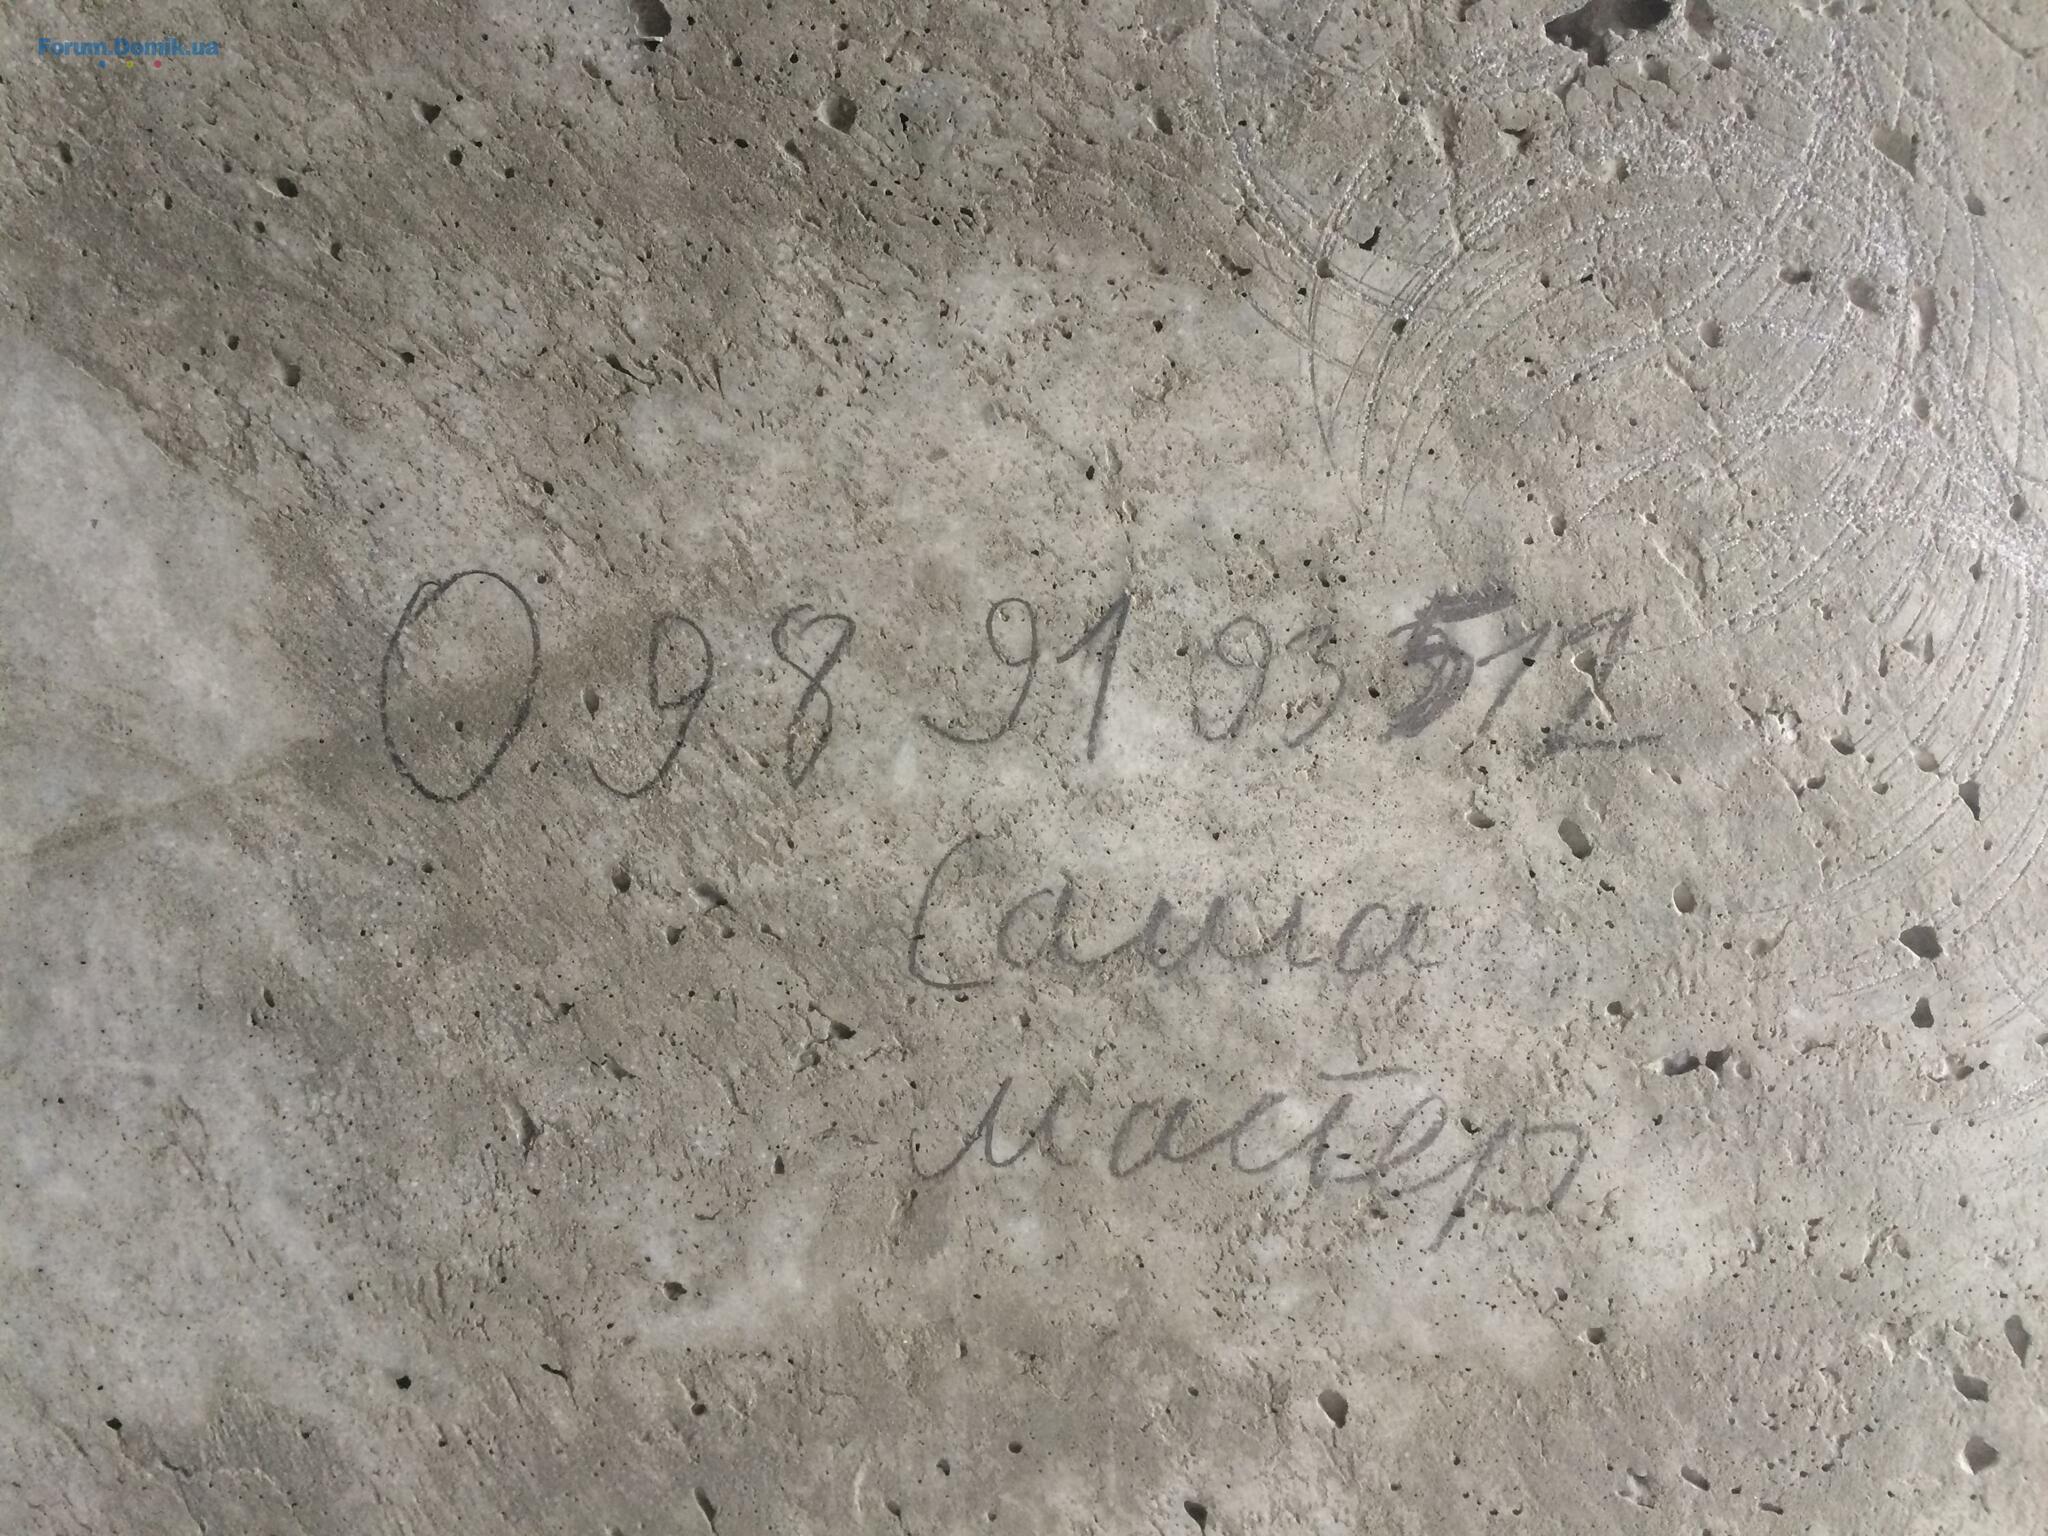 Forum.Domik.ua
098 91 93 512
Саша
мастер